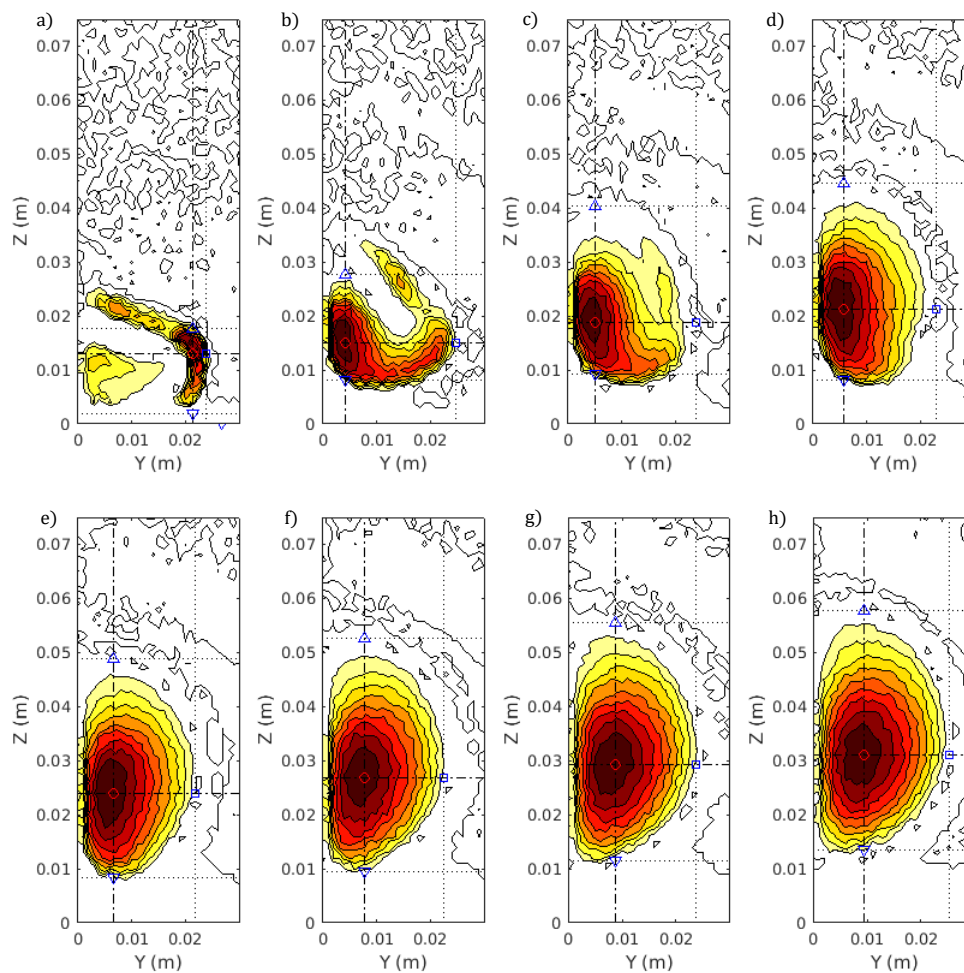 a) b) c) d)
0.07 0.07 0.07 0.07
0.06 0.06 0.06 0.06
0.05 0.05 0.05 0.05
Z (m) Z (m) Z (m) Z (m)
0.04 0.04 0.04 0.04
0.03 0.03 0.03 0.03
0.02 0.02 0.02 0.02
0.01 0.01 0.01 0.01
0 0 0 0
0 0.01 0.02 0 0.01 0.02 0 0.01 0.02 0 0.01 0.02
Y (m) Y (m) Y (m) Y (m)
e) f) g) h)
0.07 0.07 0.07 0.07
0.06 0.06 0.06 0.06
0.05 0.05 0.05 0.05
Z (m) Z (m) Z (m) Z (m)
0.04 0.04 0.04 0.04
0.03 0.03 0.03 0.03
0.02 0.02 0.02 0.02
0.01 0.01 0.01 0.01
0 0 0 0
0 0.01 0.02 0 0.01 0.02 0 0.01 0.02 0 0.01 0.02
Y (m) Y (m) Y (m) Y (m)